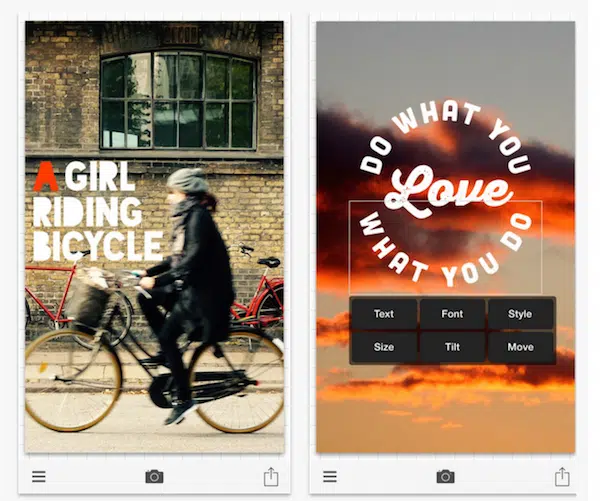 A GIRL
RIDING
BICYCLE
DO WHAT YOU
Love
WHAT YOU DO
Text Font Style
Size Tilt Move